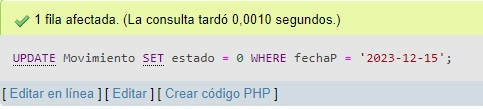 1 fila afectada. (La consulta tardó 0,0010 segundos.)
UPDATE Movimiento SET estado = 0 WHERE fechaP = '2023-12-15';
[ Editar en línea ] [ Editar ] [ Crear código PHP ]